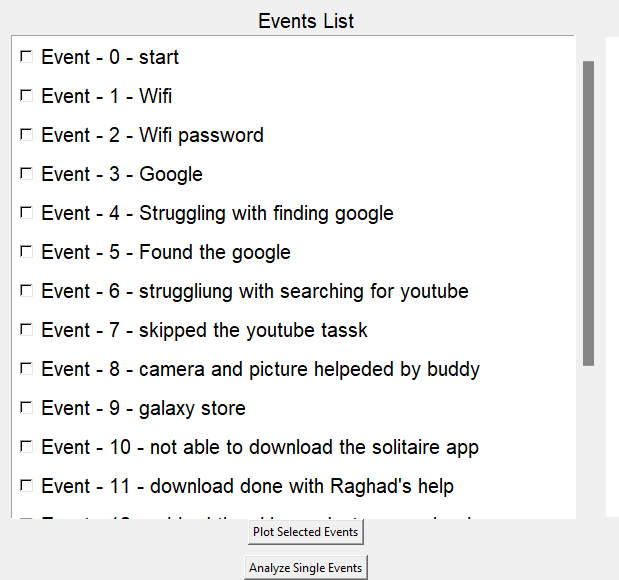 Events List
Event - 0 - start
Event - 1 - Wifi
Event - 2 - Wifi password
Event - 3 - Google
Event - 4 - Struggling with finding google
Event - 5 - Found the google
Event - 6 - struggliung with searching for youtube
Event - 7 - skipped the youtube tassk
Event - 8 - camera and picture helpeded by buddy
Event - 9 - galaxy store
Event - 10 - not able to download the solitaire app
Event - 11 - download done with Raghad's help
Plot Selected Events
Analyze Single Events